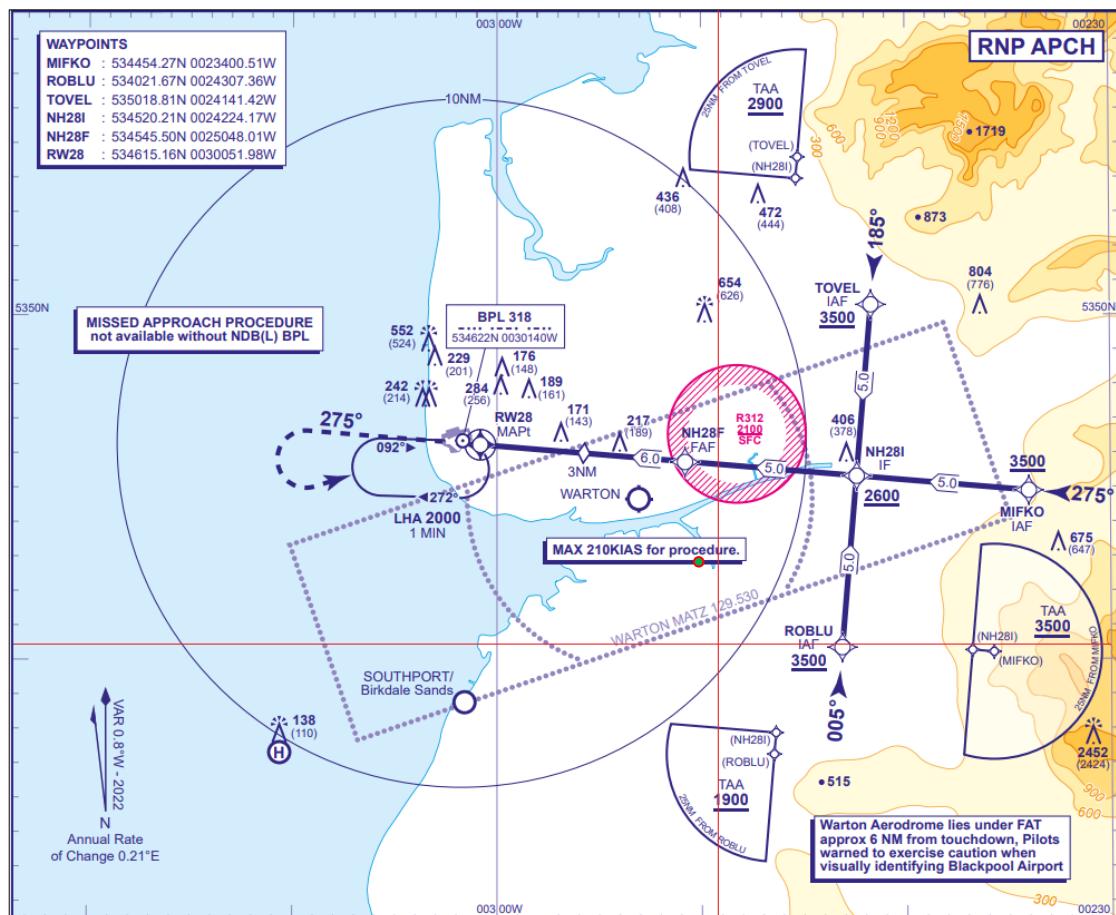 003 00W
00230
WAYPOINTS
MIFKO : 534454.27N 0023400.51W
ROBLU : 534021.67N 0024307.36W
TOVEL : 535018.81N 0024141.42W
NH28I : 534520.21N 0024224.17W
NH28F : 534545.50N 0025048.01W
RW28 : 534615.16N 0030051.98W
RNP APCH
10NM
25NM FROM TOVEL
TAA
2900
(TOVEL)
(NH28I)
300
600
900
1200
1500
1719
436
(408)
472
(444)
873
185°
804
(776)
654
(626)
TOVEL
IAF
3500
5350N
5350N
MISSED APPROACH PROCEDURE
not available without NDB(L) BPL
BPL 318
534622N 0030140W
552
(524)
229
(201)
176
(148)
242
(214)
284
(256)
189
(161)
5.0
275°
RW28
MAPt
171
(143)
217
(189)
R312
2100
SFC
406
(378)
NH28F
FAF
NH28I
IF
092°
3NM
6.0
5.0
5.0
3500
275°
2600
MIFKO
IAF
272°
WARTON
LHA 2000
1 MIN
MAX 210KIAS for procedure.
675
(647)
5.0
WARTON MATZ 129.530
TAA
3500
(NH28I)
(MIFKO)
25NM FROM MIFKO
ROBLU
IAF
3500
SOUTHPORT/
Birkdale Sands
005°
138
(110)
H
(NH28I)
(ROBLU)
TAA
1900
25NM FROM ROBLU
2452
(2424)
515
900
600
VAR 0.8°W - 2022
N
Annual Rate
of Change 0.21°E
Warton Aerodrome lies under FAT
approx 6 NM from touchdown, Pilots
warned to exercise caution when
visually identifying Blackpool Airport
300
003 00W
00230